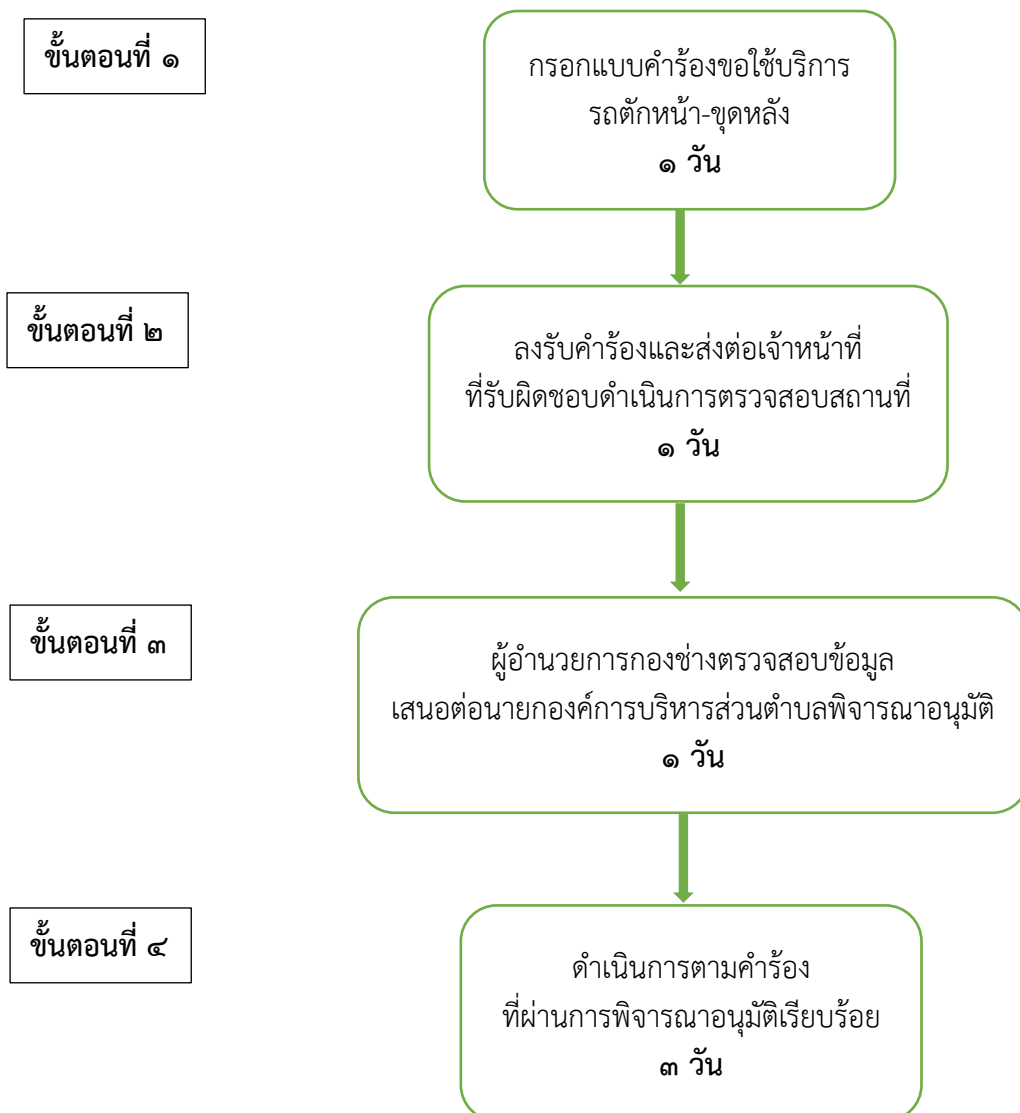 ขั้นตอนที่ ๑
กรอกแบบคำร้องขอใช้บริการ
รถตักหน้า-ขุดหลัง
๑ วัน
ขั้นตอนที่ ๒
ลงรับคำร้องและส่งต่อเจ้าหน้าที่
ที่รับผิดชอบดำเนินการตรวจสอบสถานที่
๑ วัน
ขั้นตอนที่ ๓
ผู้อำนวยการกองช่างตรวจสอบข้อมูล
เสนอต่อนายกองค์การบริหารส่วนตำบลพิจารณาอนุมัติ
๑ วัน
ขั้นตอนที่ ๔
ดำเนินการตามคำร้อง
ที่ผ่านการพิจารณาอนุมัติเรียบร้อย
๓ วัน